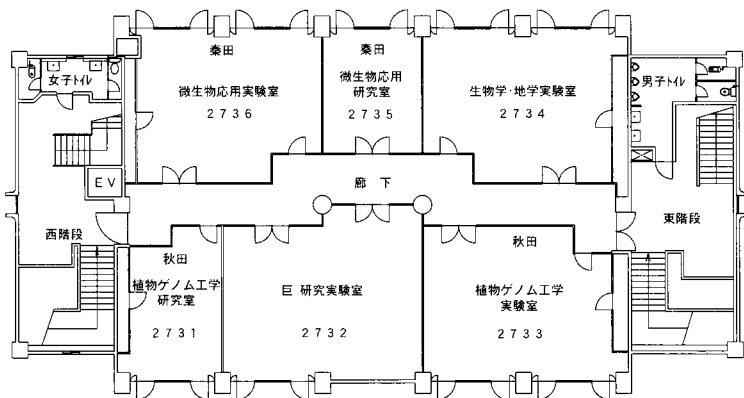 秦田
微生物応用実験室
2736
秦田
微生物応用
研究室
2735
生物学・地学実験室
2734
女子トイレ
男子トイレ
EV
廊下
西階段
東階段
秋田
植物ゲノム工学
研究室
2731
巨 研究実験室
2732
秋田
植物ゲノム工学
実験室
2733